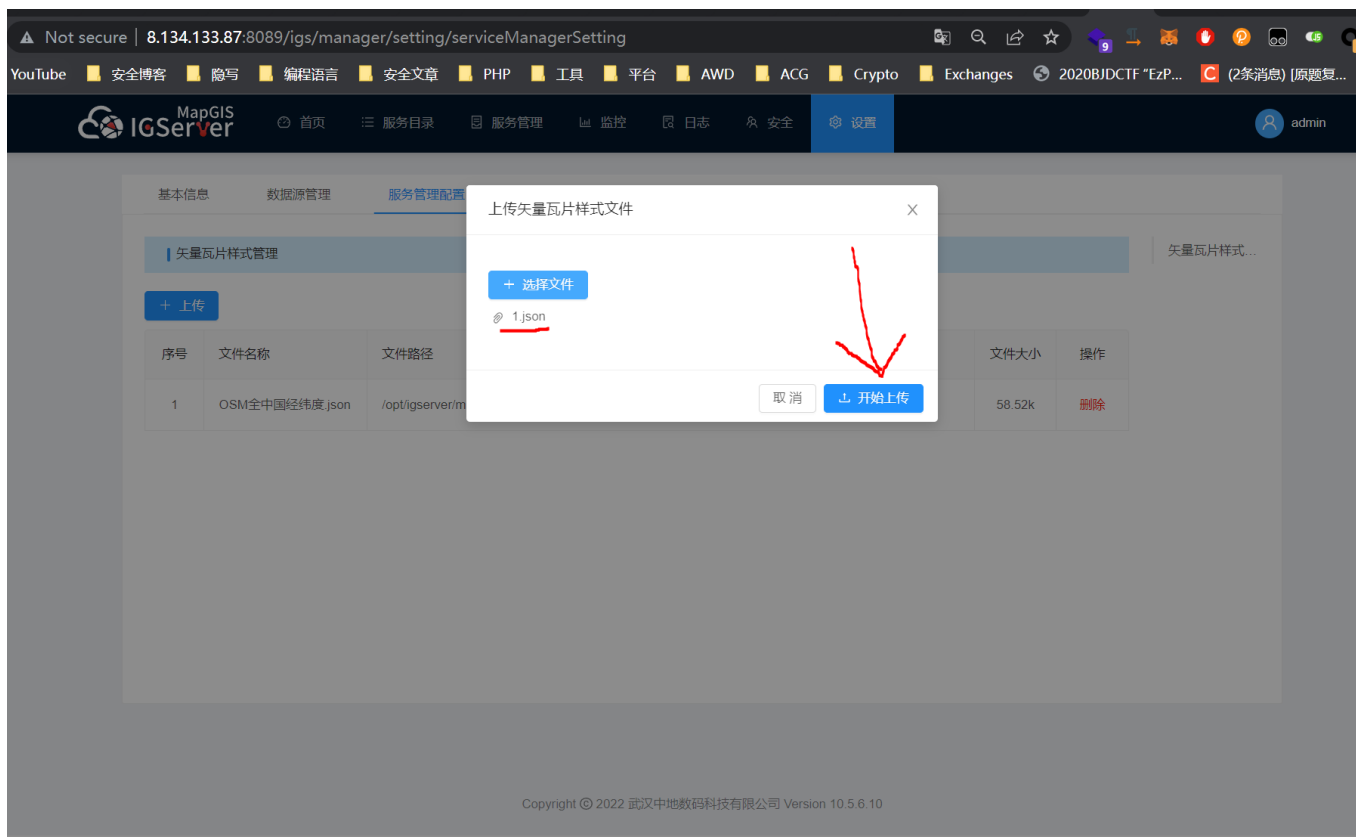 Not secure | 8.134.133.87:8089/igs/manager/setting/serviceManagerSetting
9
YouTube 安全博客 隐写 编程语言 安全文章 PHP 工具 平台 AWD ACG Crypto Exchanges 2020BJDCTF “EzP... C (2条消息) [原题复...
MapGIS
IGServer 首页 服务目录 服务管理 监控 日志 安全 设置 admin
基本信息 数据源管理 服务管理配置
上传矢量瓦片样式文件
矢量瓦片样式管理
矢量瓦片样式...
+ 选择文件
+ 上传
1.json
序号 文件名称 文件路径 文件大小 操作
取 消 开始上传
1 OSM全中国经纬度.json /opt/igserver/m 58.52k 删除
Copyright © 2022 武汉中地数码科技有限公司 Version 10.5.6.10